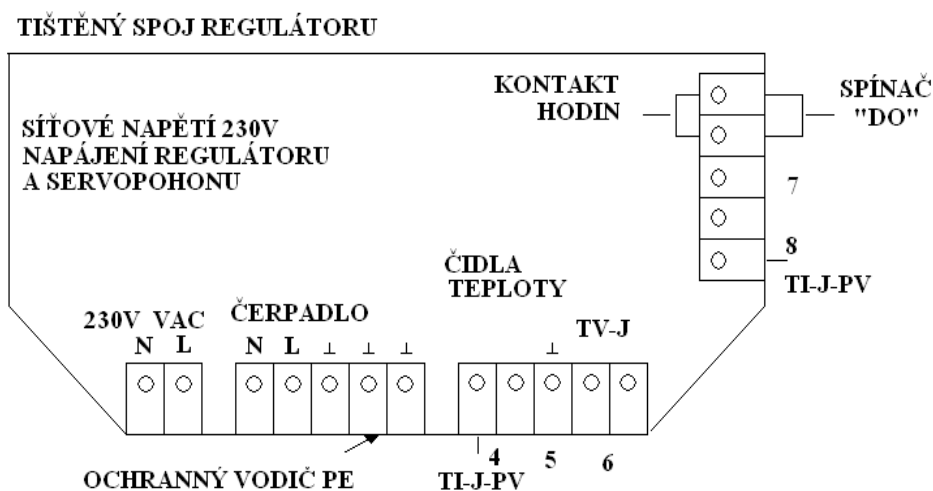 TIŠTĚNÝ SPOJ REGULÁTORU
KONTAKT
HODIN
SPÍNAČ
"DO"
SÍŤOVÉ NAPĚTÍ 230V
NAPÁJENÍ REGULÁTORU
A SERVOPOHONU
7
8
TI-J-PV
ČIDLA
TEPLOTY
230V VAC
ČERPADLO
TV-J
N L
N L ⊥ ⊥ ⊥
⊥
4 5 6
OCHRANNÝ VODIČ PE
TI-J-PV